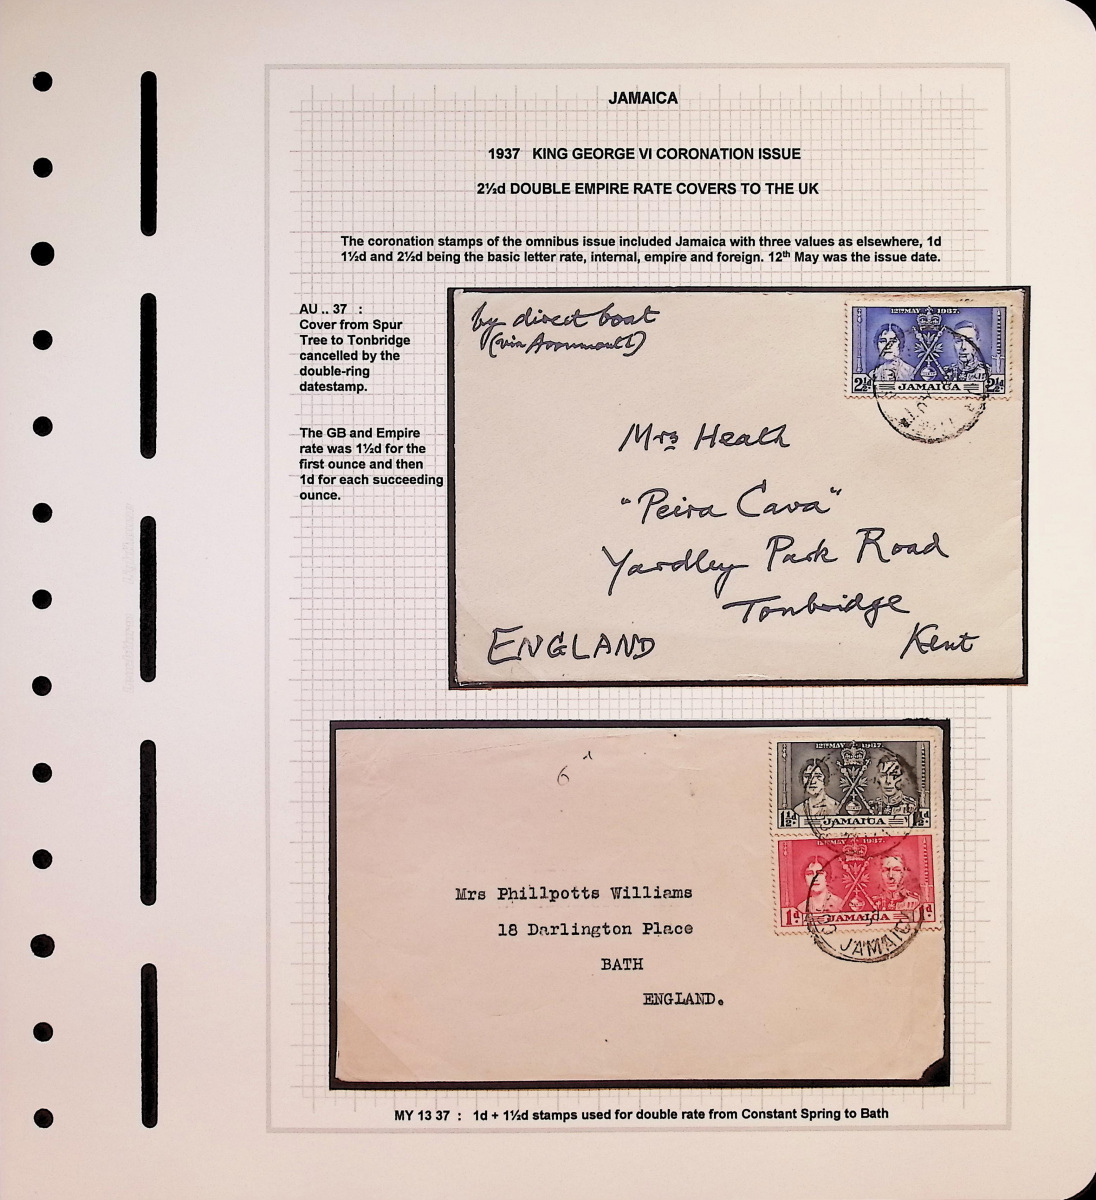 JAMAICA
1937 KING GEORGE VI CORONATION ISSUE
2½d DOUBLE EMPIRE RATE COVERS TO THE UK
The coronation stamps of the omnibus issue included Jamaica with three values as elsewhere, 1d
1½d and 2½d being the basic letter rate, internal, empire and foreign. 12th May was the issue date.
AU .. 37 :
Cover from Spur
Tree to Tonbridge
cancelled by the
double-ring
datestamp.
The GB and Empire
rate was 1½d for the
first ounce and then
1d for each succeeding
ounce.
by direct boat
(via Avonmouth)
12TH MAY 1937.
2½d JAMAICA 2½d
Mrs Heath
"Peira Cava"
Yardley Park Road
Tonbridge
Kent
ENGLAND
6d
12TH MAY 1937.
1½d. JAMAICA 1½d.
12TH MAY 1937.
1d. JAMAICA 1d.
JAMAICA
Mrs Phillpotts Williams
18 Darlington Place
BATH
ENGLAND.
MY 13 37 : 1d + 1½d stamps used for double rate from Constant Spring to Bath